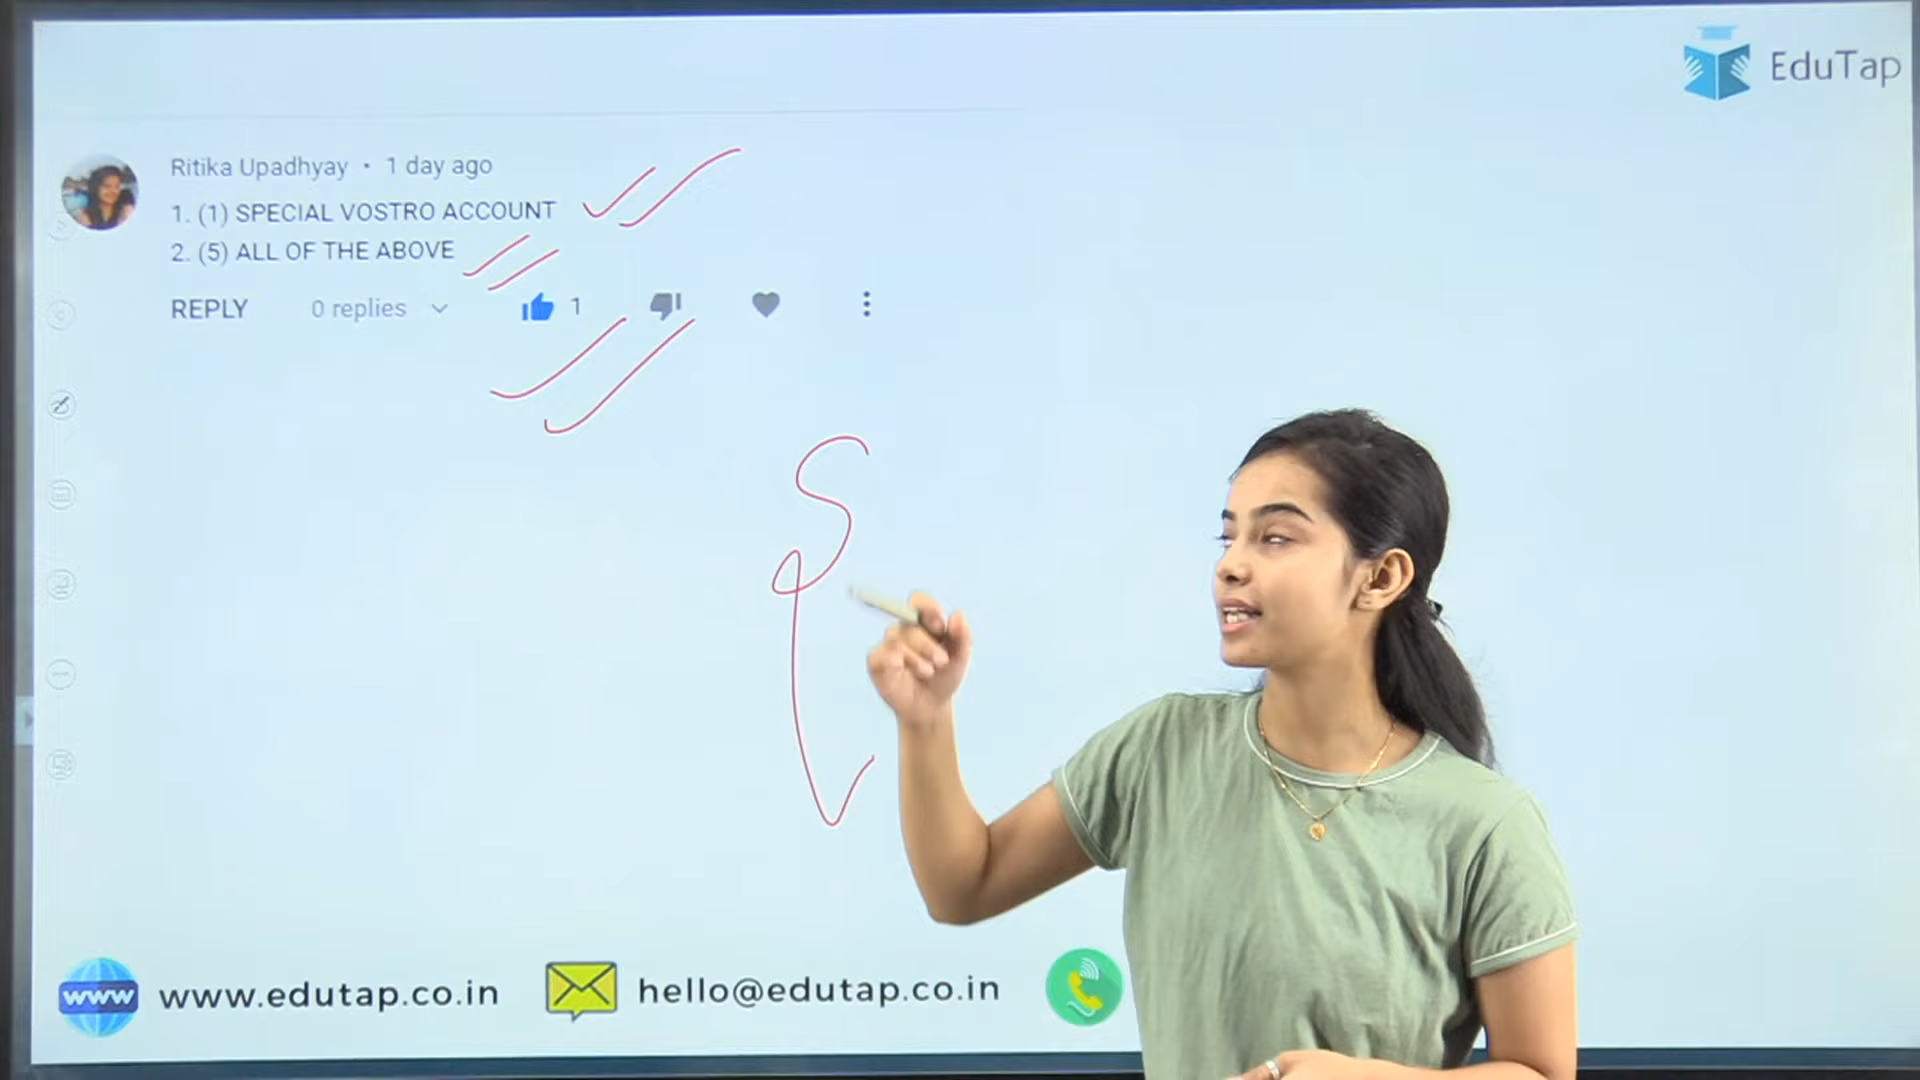 EduTap
Ritika Upadhyay • 1 day ago
1. (1) SPECIAL VOSTRO ACCOUNT
2. (5) ALL OF THE ABOVE
REPLY 0 replies 1
S
www www.edutap.co.in hello@edutap.co.in